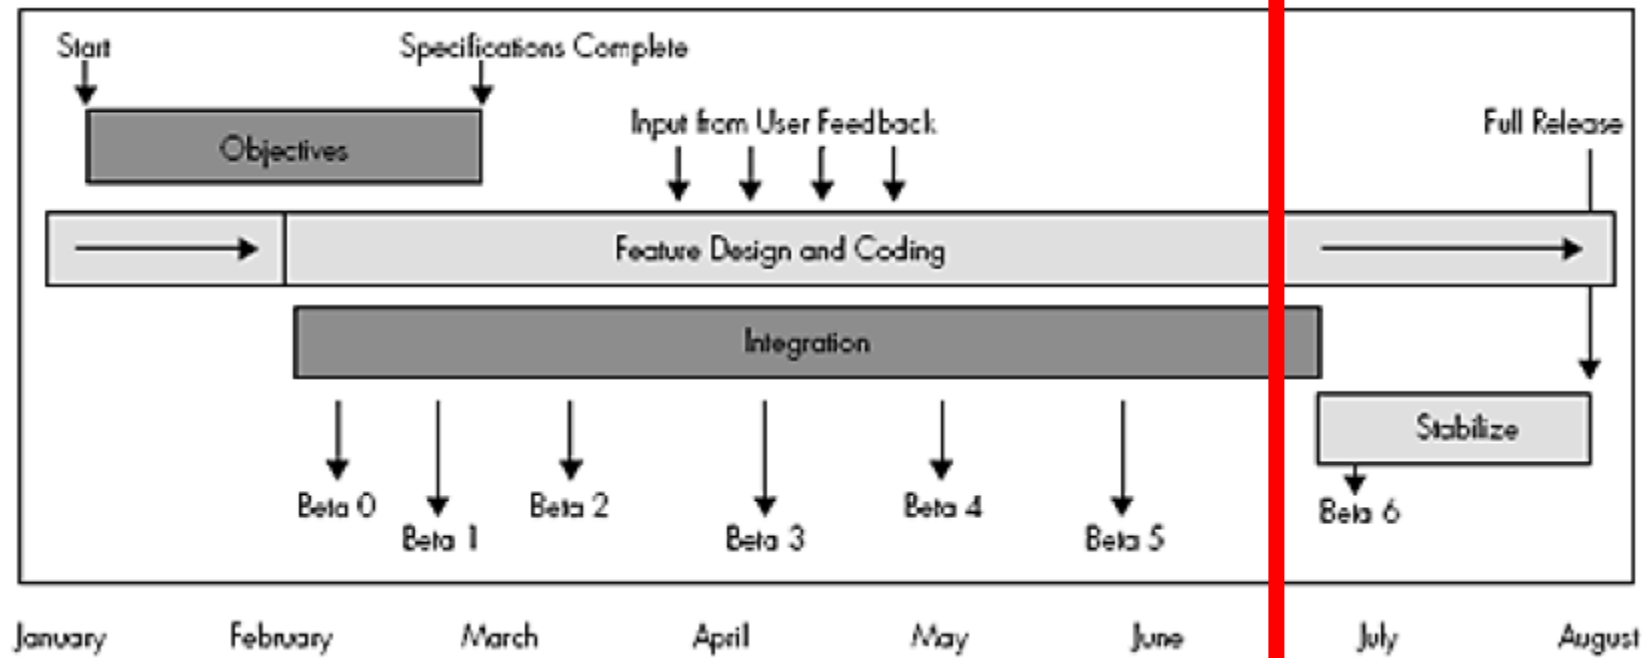 Start
Specifications Complete
Input from User Feedback
Full Release
Objectives
Feature Design and Coding
Integration
Stabilize
Beta 0
Beta 1
Beta 2
Beta 3
Beta 4
Beta 5
Beta 6
January February March April May June July August